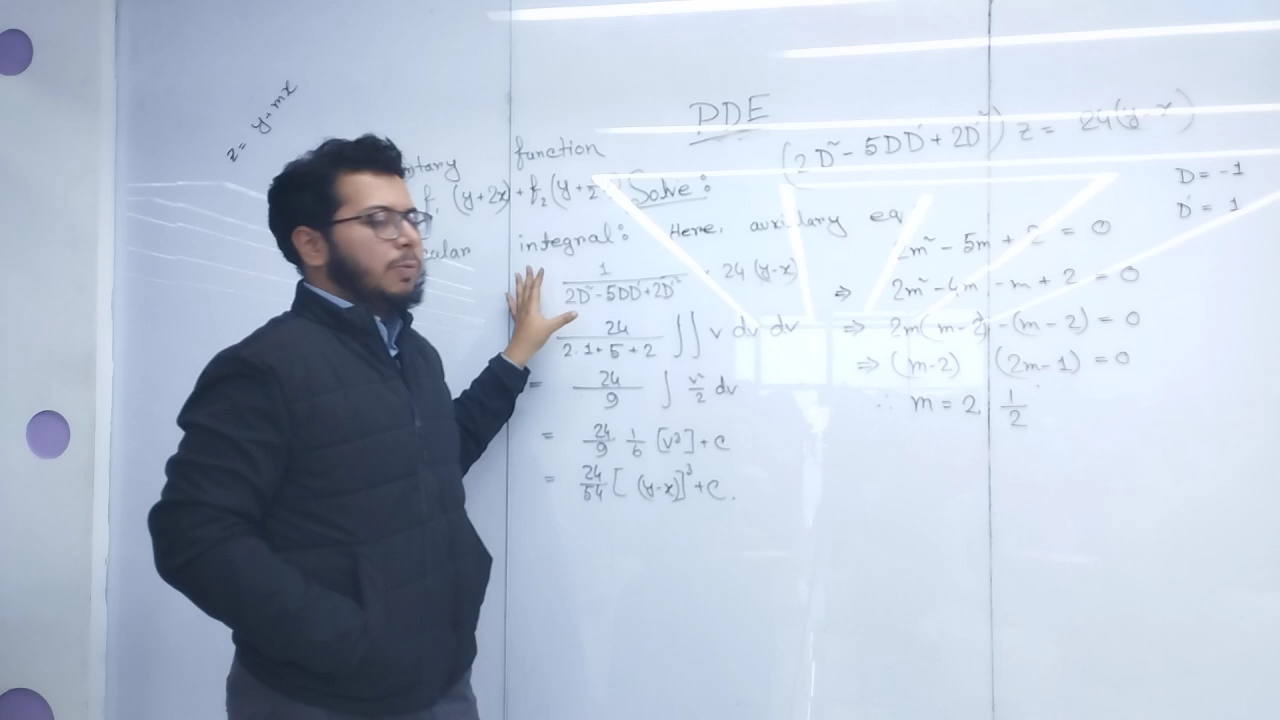 PDE
(2D² - 5DD' + 2D'²) z = 24(y-x)
z = y+mx
Solve:
D = -1
D' = 1
Here, auxiliary eq
2m² - 5m + 2 = 0
⇒ 2m² - 4m - m + 2 = 0
⇒ 2m(m-2) - (m-2) = 0
⇒ (m-2) (2m-1) = 0
∴ m = 2, 1/2
ntary function
f₁ (y+2x) + f₂ (y+
cular integral:
1/(2D² - 5DD' + 2D'²) · 24 (y-x)
24/(2.1+5+2) ∫∫ v dv dv
= 24/9 ∫ v²/2 dv
= 24/9 1/6 [v³] + C
= 24/54 [(y-x)]³ + C.